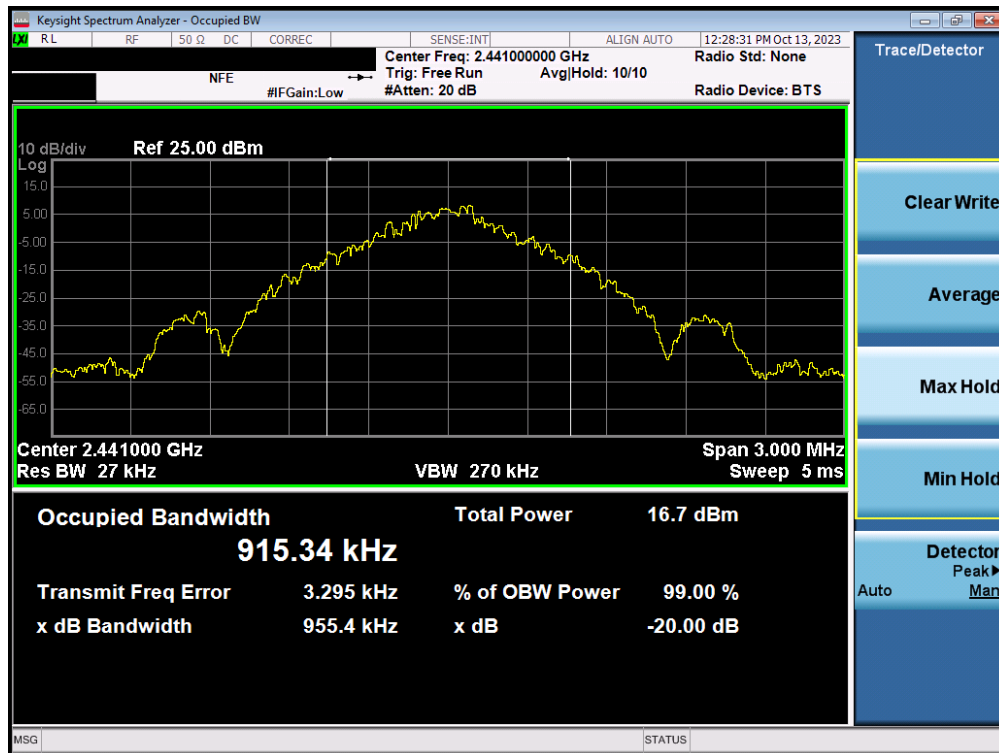 Keysight Spectrum Analyzer - Occupied BW
LXI RL RF 50 Ω DC CORREC SENSE:INT ALIGN AUTO 12:28:31 PM Oct 13, 2023
Center Freq: 2.441000000 GHz Radio Std: None
NFE Trig: Free Run Avg|Hold: 10/10
#IFGain:Low #Atten: 20 dB Radio Device: BTS
10 dB/div Ref 25.00 dBm
Log
15.0
5.00
-5.00
-15.0
-25.0
-35.0
-45.0
-55.0
-65.0
Center 2.441000 GHz Span 3.000 MHz
Res BW 27 kHz VBW 270 kHz Sweep 5 ms
Occupied Bandwidth Total Power 16.7 dBm
915.34 kHz
Transmit Freq Error 3.295 kHz % of OBW Power 99.00 %
x dB Bandwidth 955.4 kHz x dB -20.00 dB
MSG STATUS
Trace/Detector
Clear Write
Average
Max Hold
Min Hold
Detector
Peak▶
Auto Man